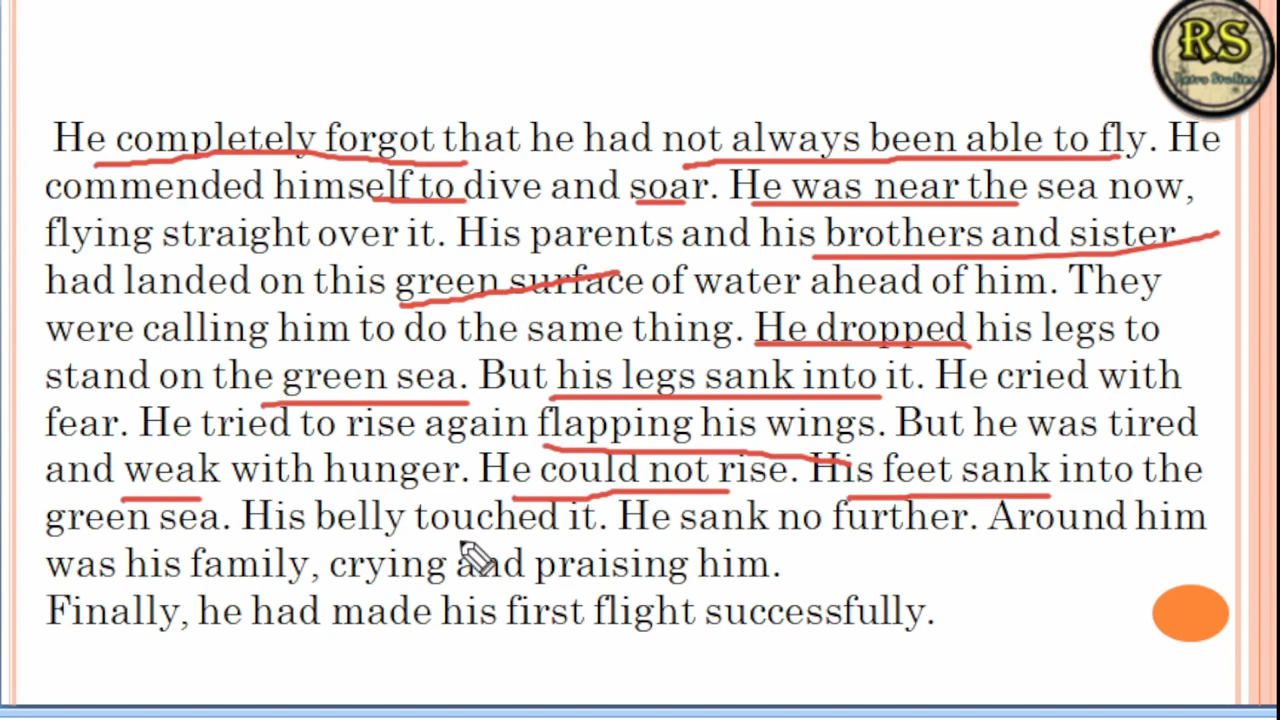 RS
Retro Studies
He completely forgot that he had not always been able to fly. He
commended himself to dive and soar. He was near the sea now,
flying straight over it. His parents and his brothers and sister
had landed on this green surface of water ahead of him. They
were calling him to do the same thing. He dropped his legs to
stand on the green sea. But his legs sank into it. He cried with
fear. He tried to rise again flapping his wings. But he was tired
and weak with hunger. He could not rise. His feet sank into the
green sea. His belly touched it. He sank no further. Around him
was his family, crying and praising him.
Finally, he had made his first flight successfully.